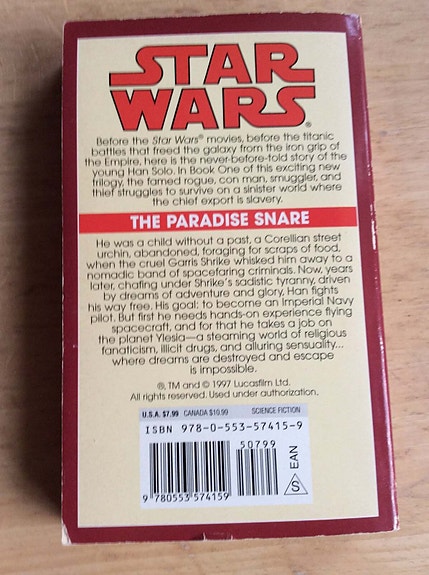 STAR
WARS®
Before the Star Wars® movies, before the titanic
battles that freed the galaxy from the iron grip of
the Empire, here is the never-before-told story of the
young Han Solo. In Book One of this exciting new
trilogy, the famed rogue, con man, smuggler, and
thief struggles to survive on a sinister world where
the chief export is slavery.
THE PARADISE SNARE
He was a child without a past, a Corellian street
urchin, abandoned, foraging for scraps of food,
when the cruel Garris Shrike whisked him away to a
nomadic band of spacefaring criminals. Now, years
later, chafing under Shrike's sadistic tyranny, driven
by dreams of adventure and glory, Han fights
his way free. His goal: to become an Imperial Navy
pilot. But first he needs hands-on experience flying
spacecraft, and for that he takes a job on
the planet Ylesia—a steaming world of religious
fanaticism, illicit drugs, and alluring sensuality...
where dreams are destroyed and escape
is impossible.
®, TM and © 1997 Lucasfilm Ltd.
All rights reserved. Used under authorization.
U.S.A. $7.99 CANADA $10.99 SCIENCE FICTION
ISBN 978-0-553-57415-9
50799
9 780553 574159
S EAN